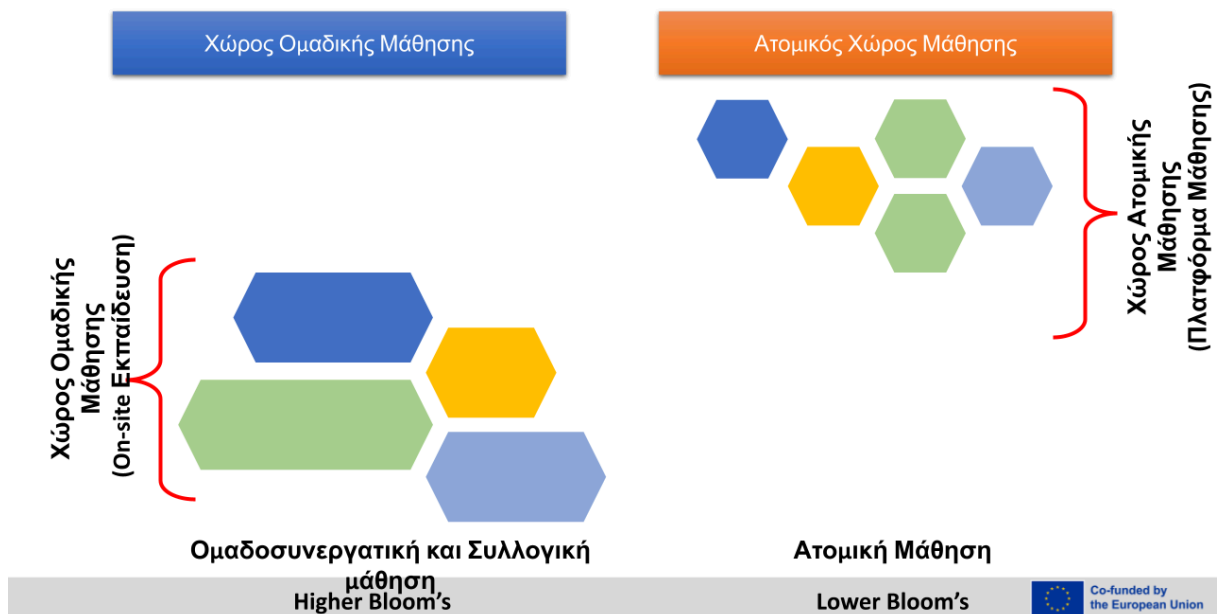 Χώρος Ομαδικής Μάθησης
Ατομικός Χώρος Μάθησης
Χώρος Ατομικής
Μάθησης
(Πλατφόρμα Μάθησης)
Χώρος Ομαδικής
Μάθησης
(On-site Εκπαίδευση)
Ομαδοσυνεργατική και Συλλογική
μάθηση
Ατομική Μάθηση
Higher Bloom's
Lower Bloom's
Co-funded by
the European Union